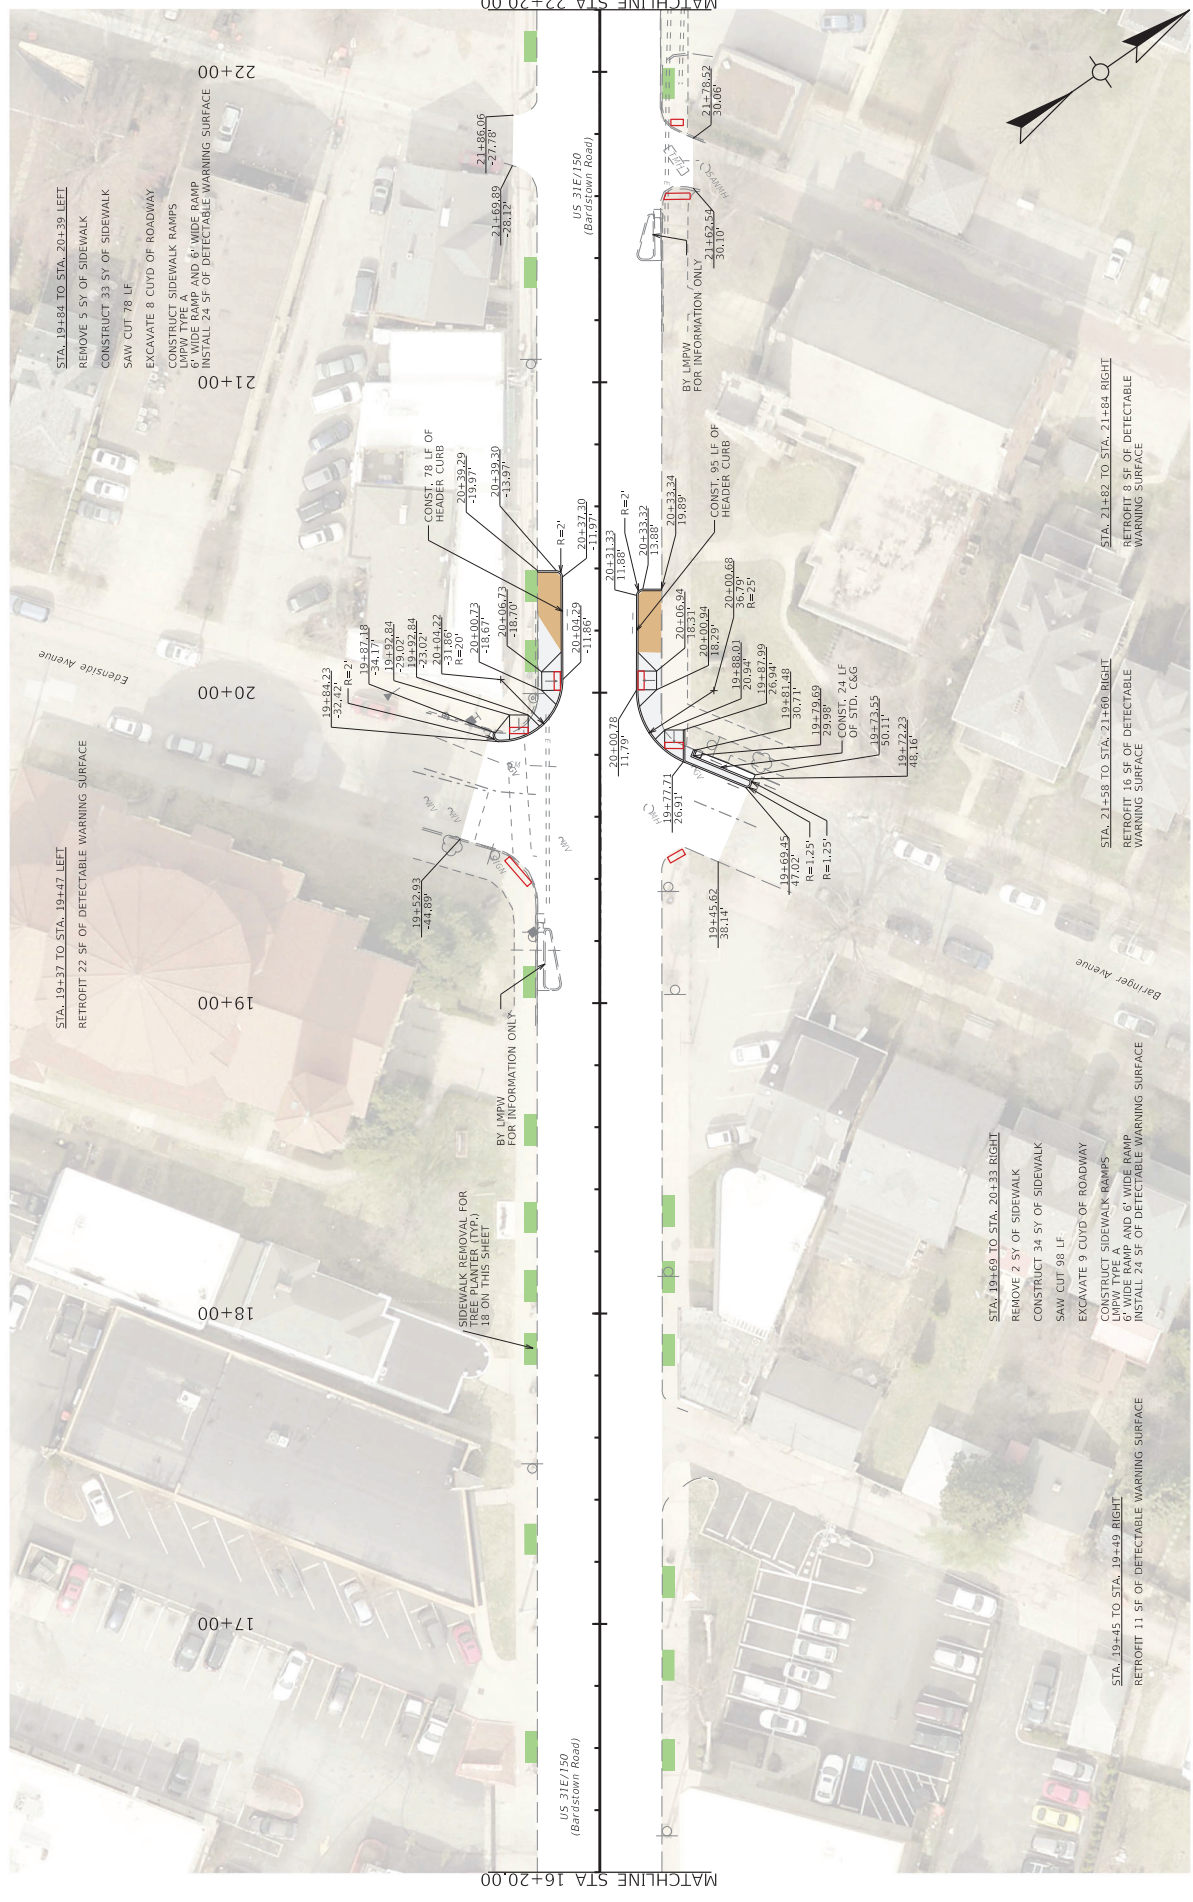 MATCHLINE STA 22+20.00
22+00
21+00
20+00
19+00
18+00
17+00
STA. 19+84 TO STA. 20+39 LEFT
REMOVE 5 SY OF SIDEWALK
CONSTRUCT 33 SY OF SIDEWALK
SAW CUT 78 LF
EXCAVATE 8 CUYD OF ROADWAY
CONSTRUCT SIDEWALK RAMPS
LMPW TYPE A
6' WIDE RAMP AND 6' WIDE RAMP
INSTALL 24 SF OF DETECTABLE WARNING SURFACE
21+86.06
-27.78'
21+69.89
-28.12'
US 31E/150
(Bardstown Road)
21+78.52
30.06'
21+62.54
30.10'
BY LMPW
FOR INFORMATION ONLY
CONST. 78 LF OF
HEADER CURB
20+39.29
-19.97'
20+39.30
-13.97'
R=2'
20+37.30
-11.97'
20+31.33
11.88'
R=2'
20+33.32
13.88'
20+33.34
19.89'
CONST. 95 LF OF
HEADER CURB
19+84.23
-32.42'
R=2'
19+87.18
-34.17'
19+92.84
-29.02'
19+92.84
-23.02'
20+04.22
-31.86'
R=20'
20+00.73
-18.67'
20+06.73
-18.70'
20+04.29
-11.86'
20+00.78
11.79'
20+06.94
18.31'
20+00.94
18.29'
20+00.68
36.79'
R=25'
19+88.01
20.94'
19+87.99
26.94'
19+81.48
30.71'
19+79.69
29.98'
CONST. 24 LF
OF STD. C&G
19+73.55
50.11'
19+72.23
48.16'
19+77.71
26.91'
19+69.45
47.02'
R=1.25'
R=1.25'
19+45.62
38.14'
19+52.93
-44.89'
SIGN
Edenside Avenue
Baringer Avenue
STA. 21+82 TO STA. 21+84 RIGHT
RETROFIT 8 SF OF DETECTABLE
WARNING SURFACE
STA. 21+58 TO STA. 21+60 RIGHT
RETROFIT 16 SF OF DETECTABLE
WARNING SURFACE
STA. 19+37 TO STA. 19+47 LEFT
RETROFIT 22 SF OF DETECTABLE WARNING SURFACE
BY LMPW
FOR INFORMATION ONLY
SIDEWALK REMOVAL FOR
TREE PLANTER (TYP.)
18 ON THIS SHEET
STA. 19+69 TO STA. 20+33 RIGHT
REMOVE 2 SY OF SIDEWALK
CONSTRUCT 34 SY OF SIDEWALK
SAW CUT 98 LF
EXCAVATE 9 CUYD OF ROADWAY
CONSTRUCT SIDEWALK RAMPS
LMPW TYPE A
6' WIDE RAMP AND 6' WIDE RAMP
INSTALL 24 SF OF DETECTABLE WARNING SURFACE
STA. 19+45 TO STA. 19+49 RIGHT
RETROFIT 11 SF OF DETECTABLE WARNING SURFACE
US 31E/150
(Bardstown Road)
MATCHLINE STA 16+20.00